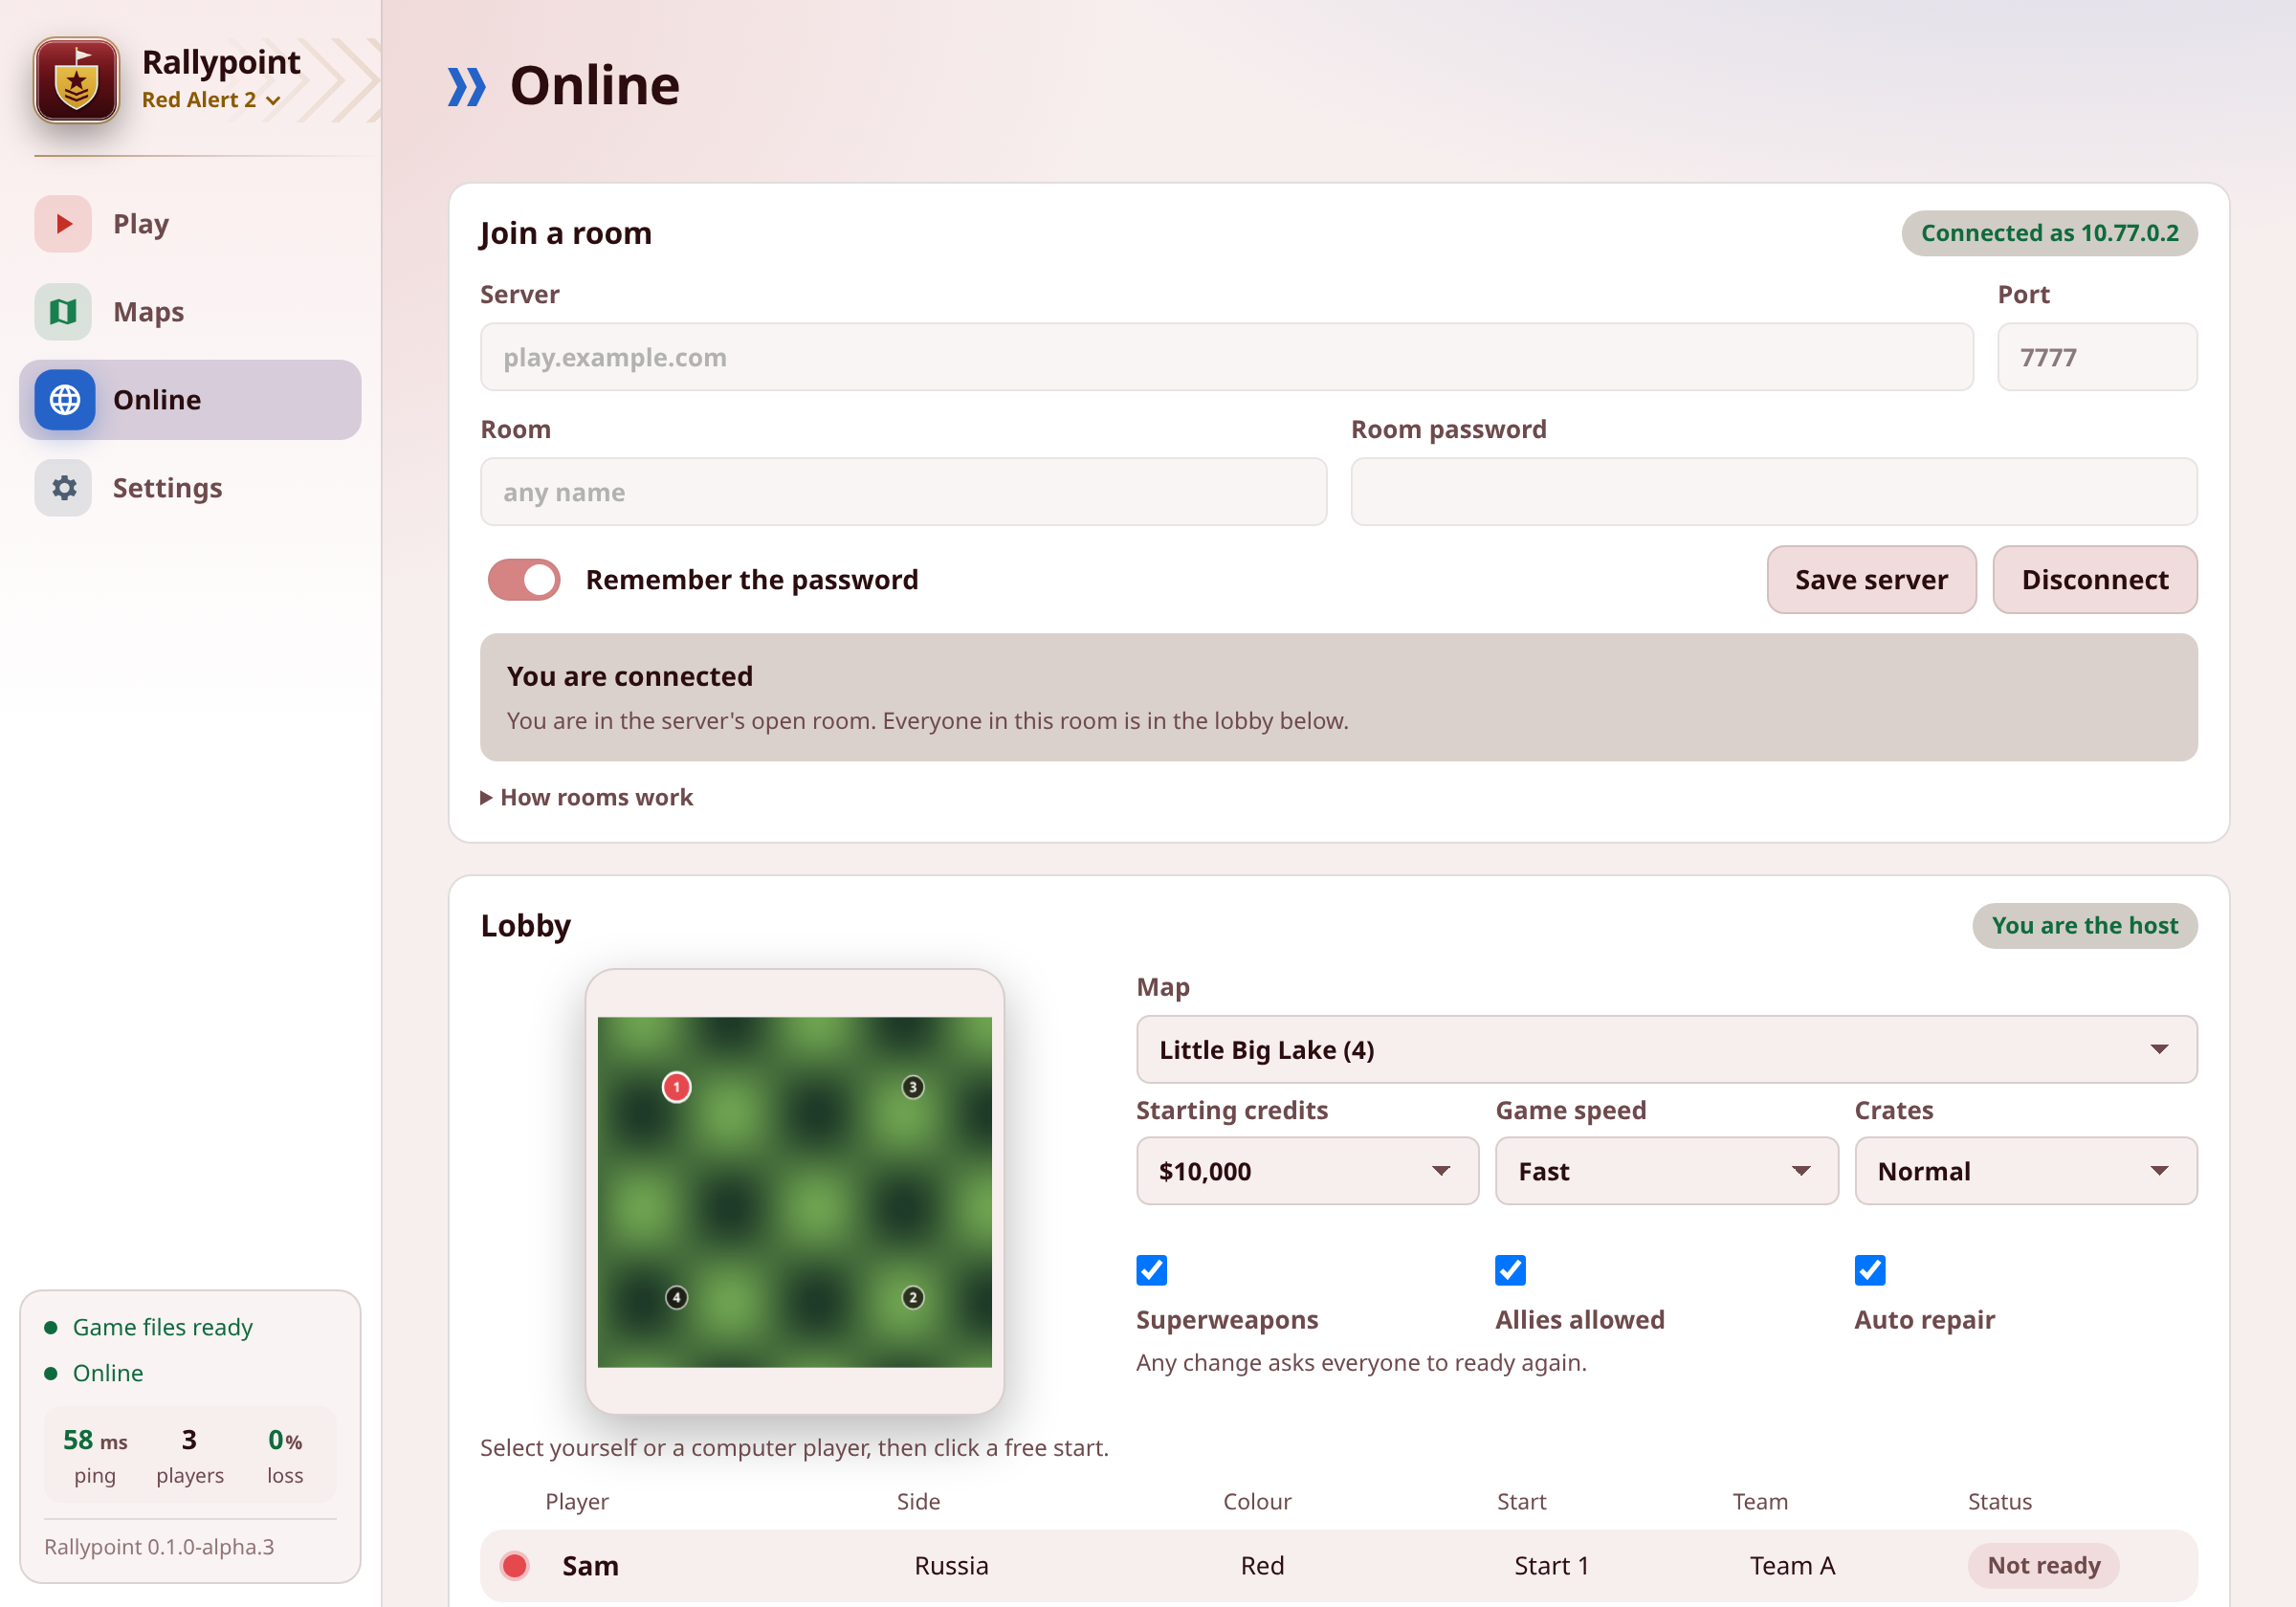 Rallypoint
Red Alert 2
Play
Maps
Online
Settings
Game files ready
Online
58 ms 3 0%
ping players loss
Rallypoint 0.1.0-alpha.3
Online
Join a room
Connected as 10.77.0.2
Server Port
play.example.com 7777
Room Room password
any name
Remember the password Save server Disconnect
You are connected
You are in the server's open room. Everyone in this room is in the lobby below.
How rooms work
Lobby
You are the host
1
3
4
2
Map
Little Big Lake (4)
Starting credits Game speed Crates
$10,000 Fast Normal
Superweapons Allies allowed Auto repair
Any change asks everyone to ready again.
Select yourself or a computer player, then click a free start.
Player Side Colour Start Team Status
Sam Russia Red Start 1 Team A Not ready